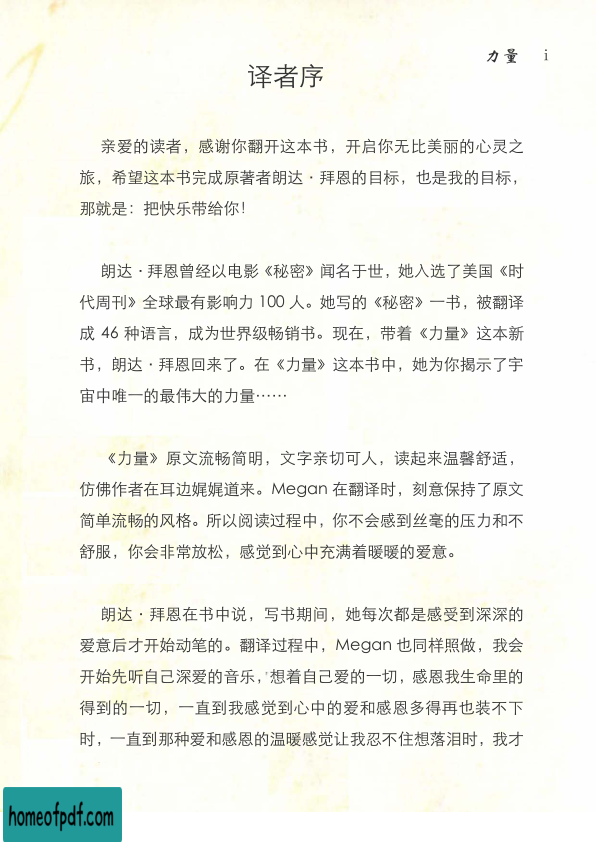 力量 i
译者序
亲爱的读者，感谢你翻开这本书，开启你无比美丽的心灵之
旅，希望这本书完成原著者朗达·拜恩的目标，也是我的目标，
那就是：把快乐带给你！
朗达·拜恩曾经以电影《秘密》闻名于世，她入选了美国《时
代周刊》全球最有影响力 100 人。她写的《秘密》一书，被翻译
成 46 种语言，成为世界级畅销书。现在，带着《力量》这本新
书，朗达·拜恩回来了。在《力量》这本书中，她为你揭示了宇
宙中唯一的最伟大的力量……
《力量》原文流畅简明，文字亲切可人，读起来温馨舒适，
仿佛作者在耳边娓娓道来。Megan 在翻译时，刻意保持了原文
简单流畅的风格。所以阅读过程中，你不会感到丝毫的压力和不
舒服，你会非常放松，感觉到心中充满着暖暖的爱意。
朗达·拜恩在书中说，写书期间，她每次都是感受到深深的
爱意后才开始动笔的。翻译过程中，Megan 也同样照做，我会
开始先听自己深爱的音乐，想着自己爱的一切，感恩我生命里的
得到的一切，一直到我感觉到心中的爱和感恩多得再也装不下
时，一直到那种爱和感恩的温暖感觉让我忍不住想落泪时，我才
homeofpdf.com